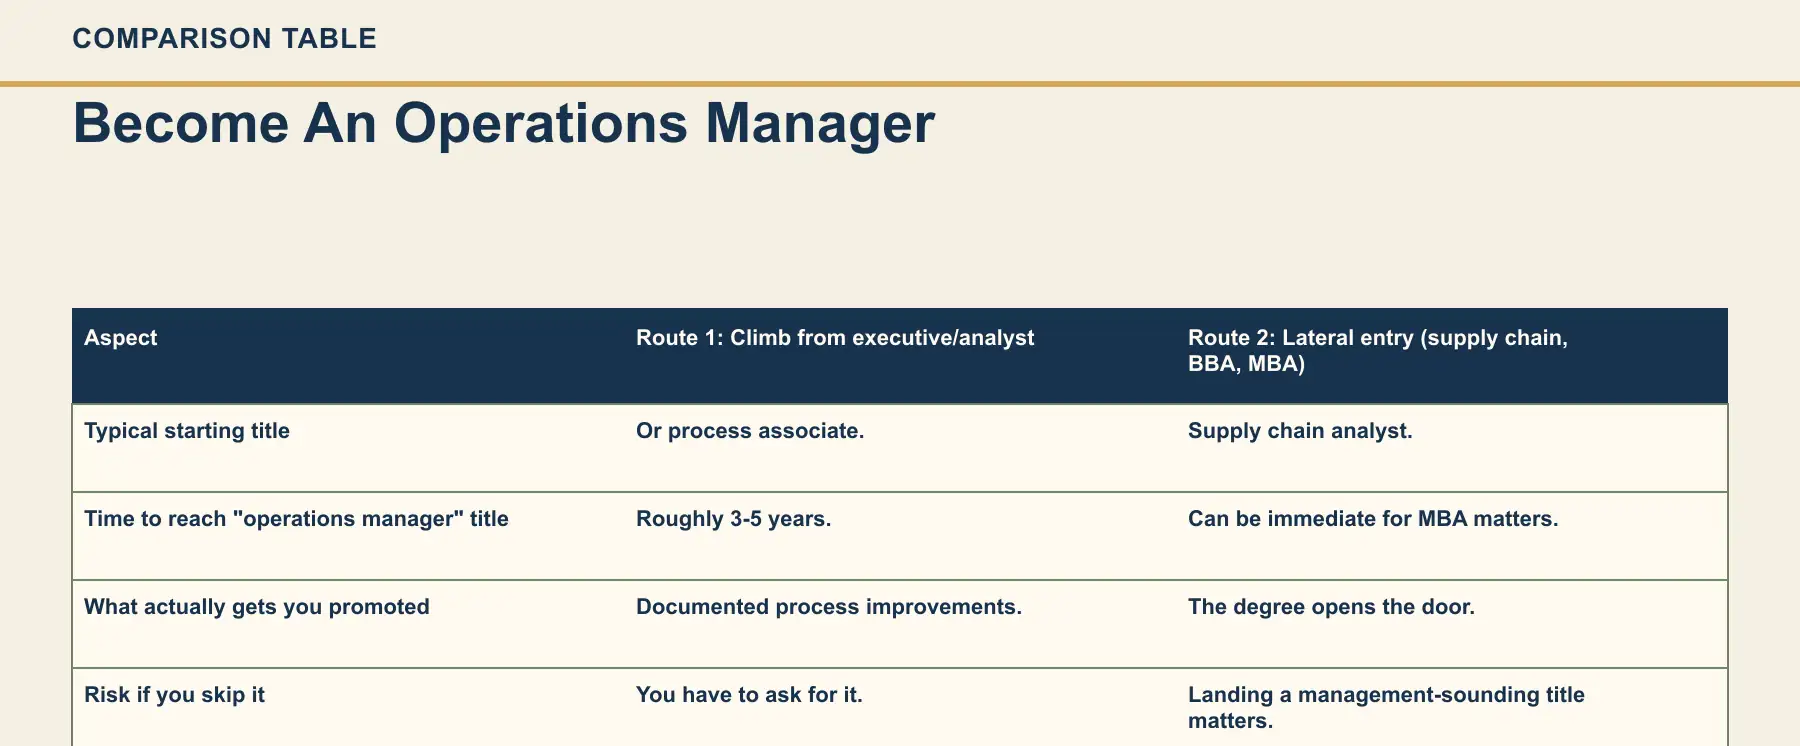 COMPARISON TABLE
Become An Operations Manager
Aspect
Route 1: Climb from executive/analyst
Route 2: Lateral entry (supply chain,
BBA, MBA)
Typical starting title
Or process associate.
Supply chain analyst.
Time to reach "operations manager" title
Roughly 3-5 years.
Can be immediate for MBA matters.
What actually gets you promoted
Documented process improvements.
The degree opens the door.
Risk if you skip it
You have to ask for it.
Landing a management-sounding title
matters.